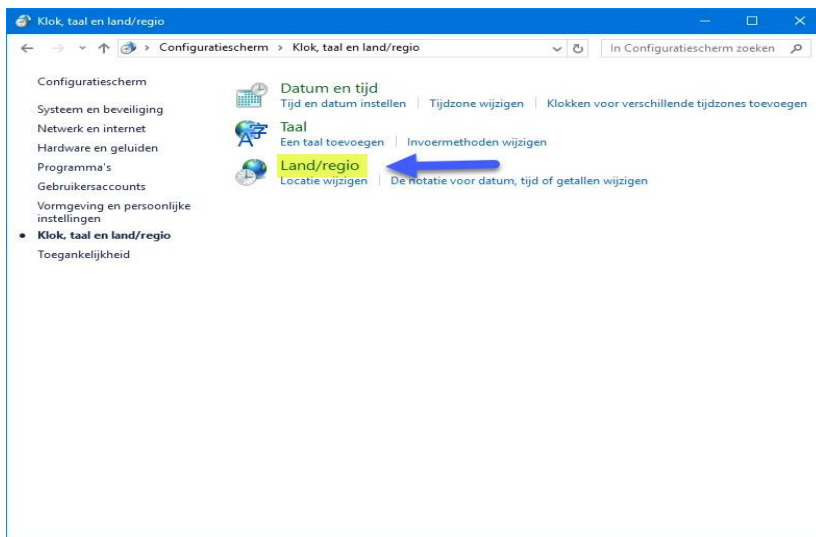 Klok, taal en land/regio
Configuratiescherm > Klok, taal en land/regio
In Configuratiescherm zoeken
Configuratiescherm
Systeem en beveiliging
Netwerk en internet
Hardware en geluiden
Programma's
Gebruikersaccounts
Vormgeving en persoonlijke
instellingen
Klok, taal en land/regio
Toegankelijkheid
Datum en tijd
Tijd en datum instellen | Tijdzone wijzigen | Klokken voor verschillende tijdzones toevoegen
Taal
Een taal toevoegen | Invoermethoden wijzigen
Land/regio
Locatie wijzigen | De notatie voor datum, tijd of getallen wijzigen